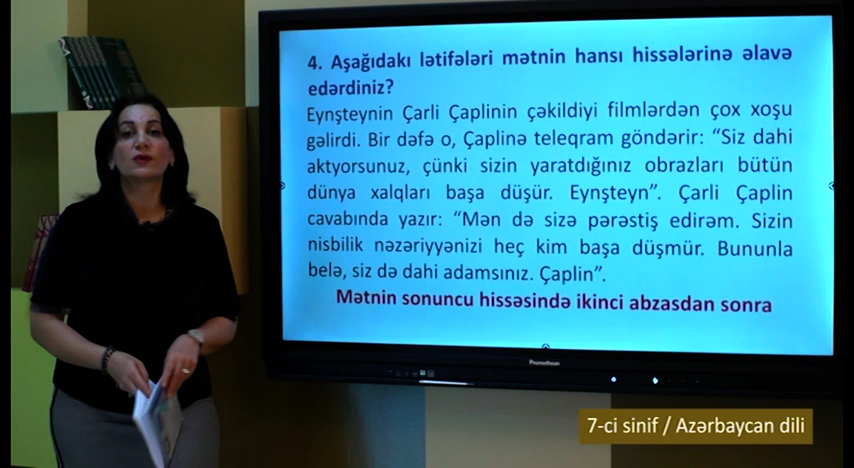 4. Aşağıdakı lətifələri mətnin hansı hissələrinə əlavə
edərdiniz?
Eynşteynin Çarli Çaplinin çəkildiyi filmlərdən çox xoşu
gəlirdi. Bir dəfə o, Çaplinə teleqram göndərir: “Siz dahi
aktyorsunuz, çünki sizin yaratdığınız obrazları bütün
dünya xalqları başa düşür. Eynşteyn”. Çarli Çaplin
cavabında yazır: “Mən də sizə pərəstiş edirəm. Sizin
nisbilik nəzəriyyənizi heç kim başa düşmür. Bununla
belə, siz də dahi adamsınız. Çaplin”.
Mətnin sonuncu hissəsində ikinci abzasdan sonra
Promethean
7-ci sinif / Azərbaycan dili